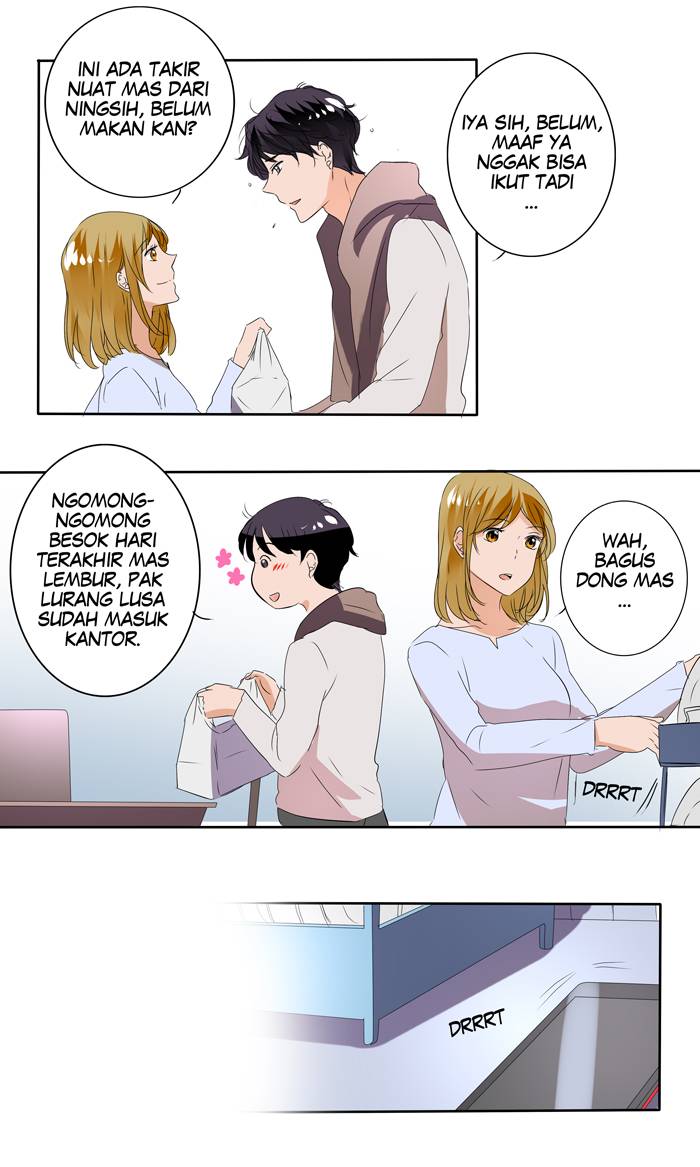 INI ADA TAKIR
NUAT MAS DARI
NINGSIH, BELUM
MAKAN KAN?
IYA SIH, BELUM,
MAAF YA
NGGAK BISA
IKUT TADI
...
NGOMONG-
NGOMONG
BESOK HARI
TERAKHIR MAS
LEMBUR, PAK
LURANG LUSA
SUDAH MASUK
KANTOR.
WAH,
BAGUS
DONG MAS
...
DRRRT
DRRRT